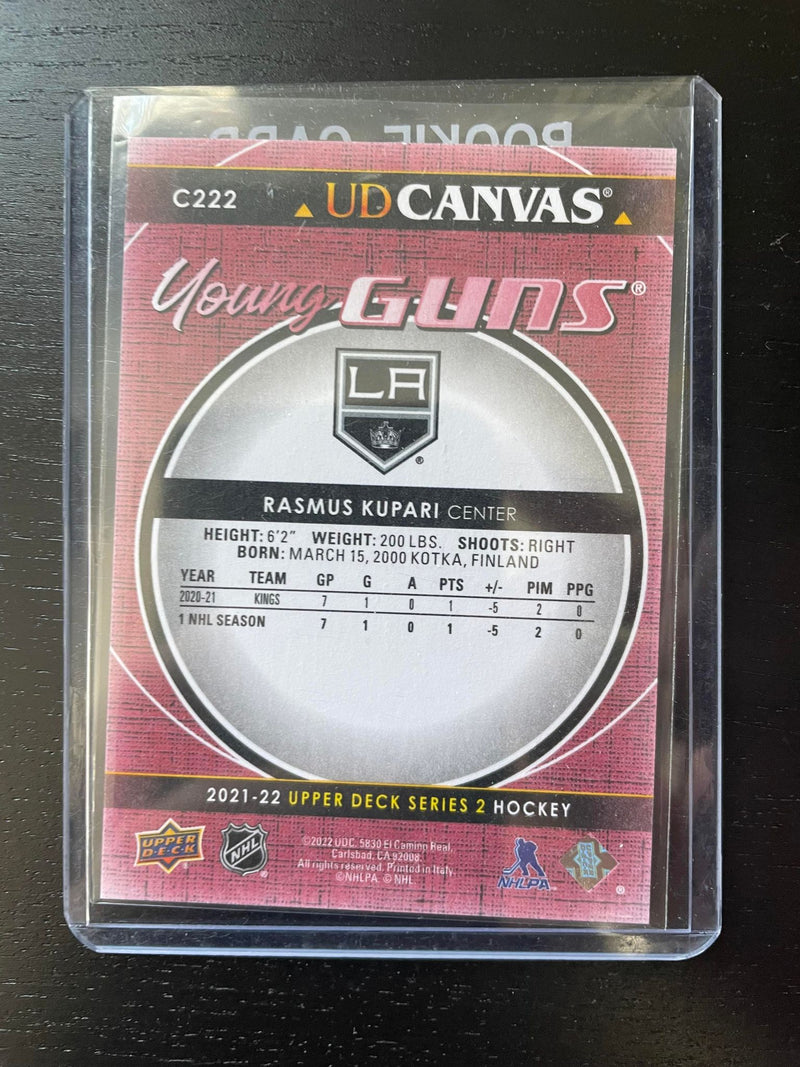 ROOKIE CARD
C222 UD CANVAS®
Young GUNS®
LA
®
RASMUS KUPARI CENTER
HEIGHT: 6'2" WEIGHT: 200 LBS. SHOOTS: RIGHT
BORN: MARCH 15, 2000 KOTKA, FINLAND
YEAR TEAM GP G A PTS +/- PIM PPG
2020-21 KINGS 7 1 0 1 -5 2 0
1 NHL SEASON 7 1 0 1 -5 2 0
2021-22 UPPER DECK SERIES 2 HOCKEY
UPPER DECK
NHL ®
©2022 UDC. 5830 El Camino Real,
Carlsbad, CA 92008.
All rights reserved. Printed in Italy.
©NHLPA © NHL
NHLPA
®